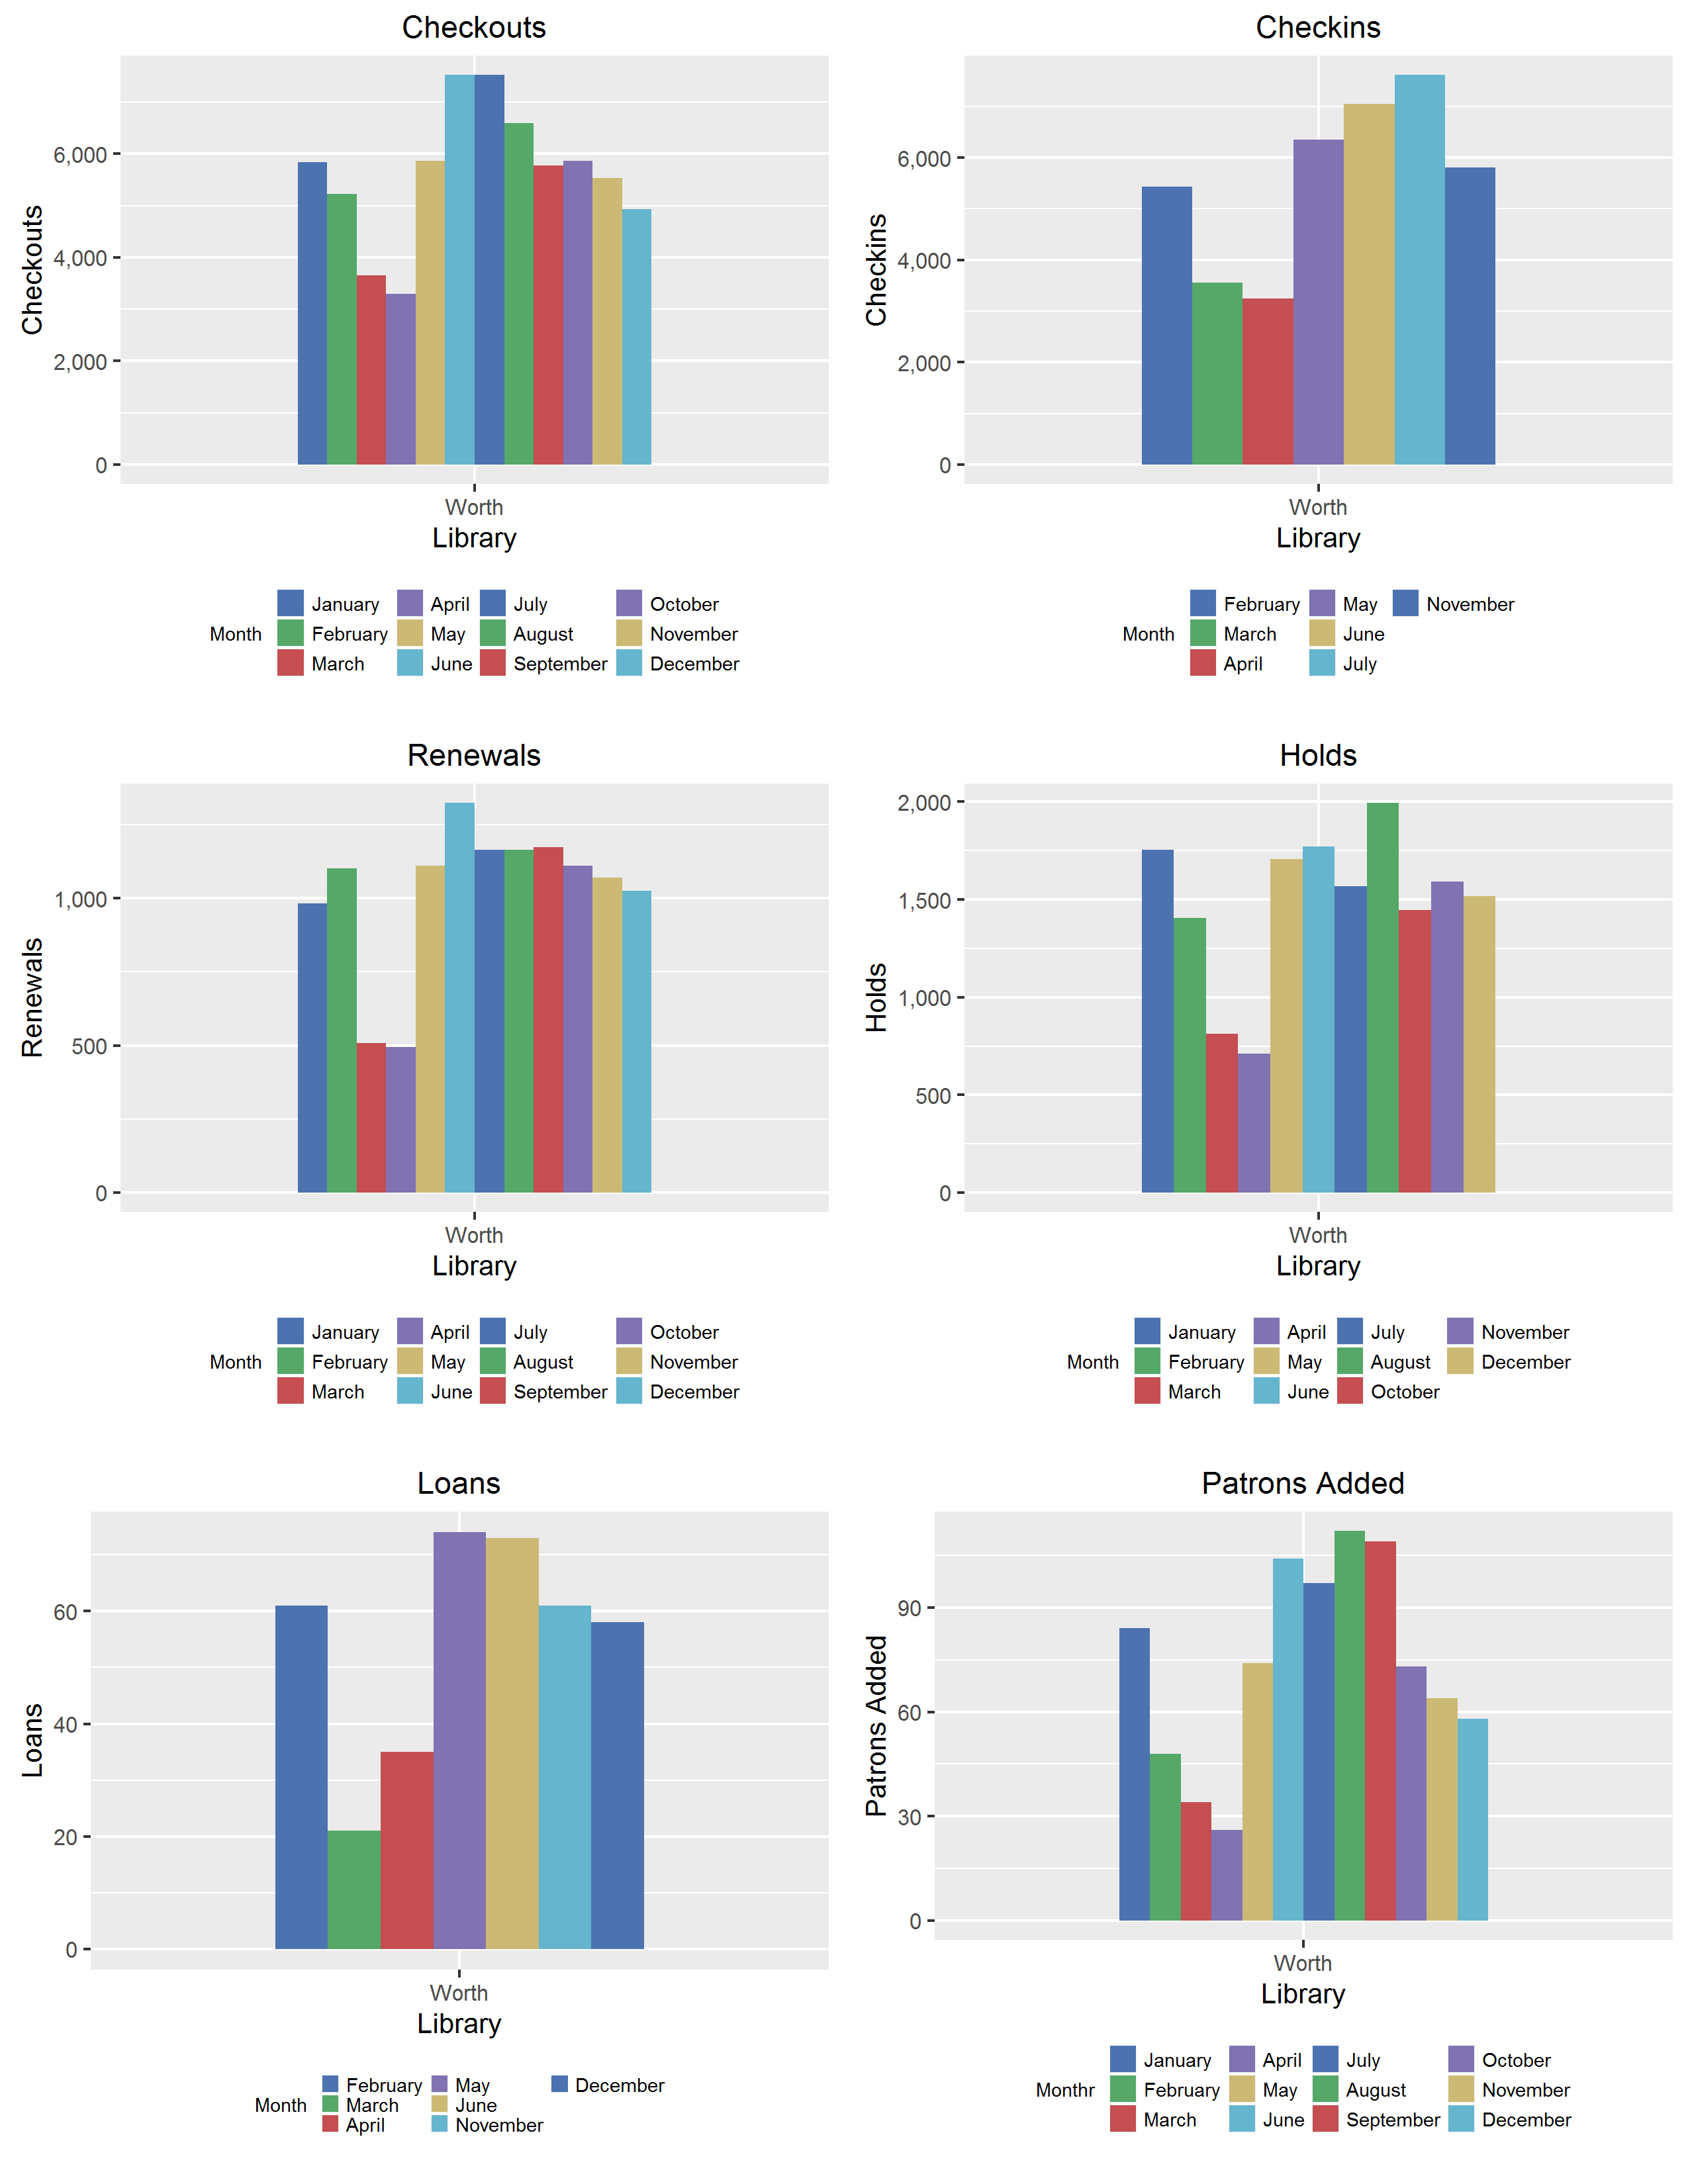 Checkouts
Checkouts
6,000
4,000
2,000
0
Worth
Library
Month
January April July October
February May August November
March June September December
Checkins
Checkins
6,000
4,000
2,000
0
Worth
Library
Month
February May November
March June
April July
Renewals
Renewals
1,000
500
0
Worth
Library
Month
January April July October
February May August November
March June September December
Holds
Holds
2,000
1,500
1,000
500
0
Worth
Library
Month
January April July November
February May August December
March June October
Loans
Loans
60
40
20
0
Worth
Library
Month
February May December
March June
April November
Patrons Added
Patrons Added
90
60
30
0
Worth
Library
Monthr
January April July October
February May August November
March June September December